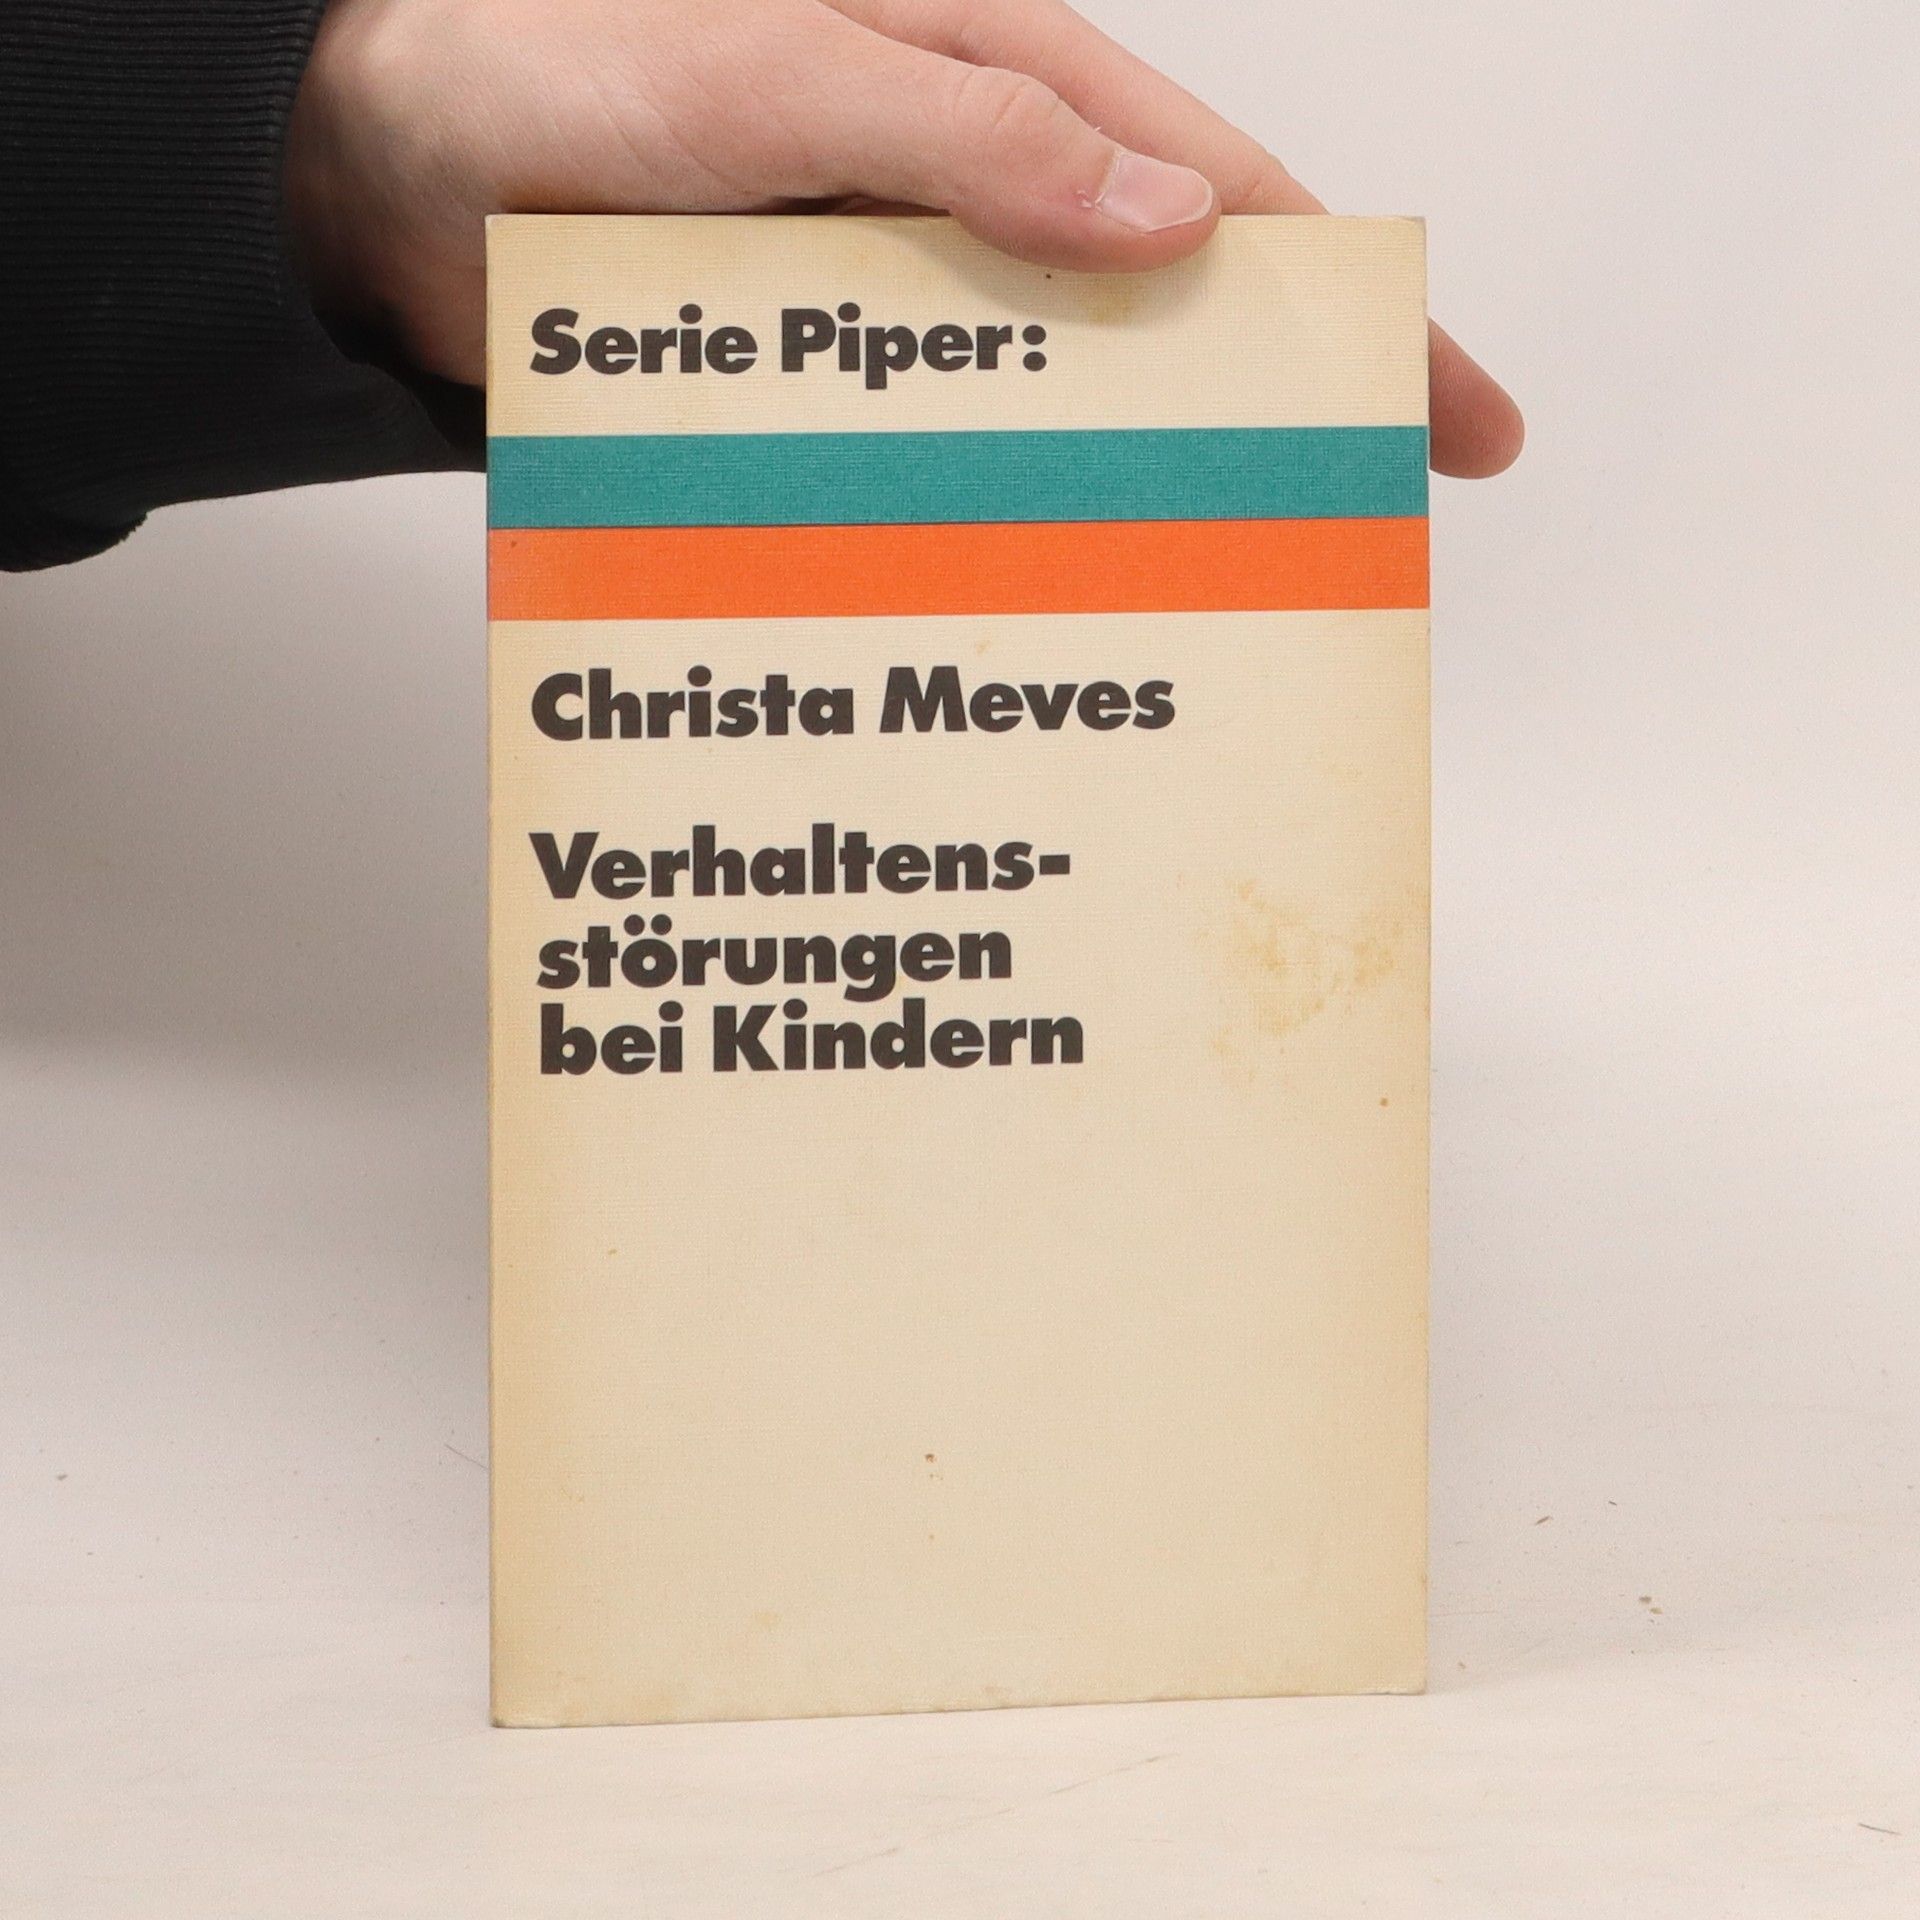 Serie Piper:
Christa Meves
Verhaltens-
störungen
bei Kindern